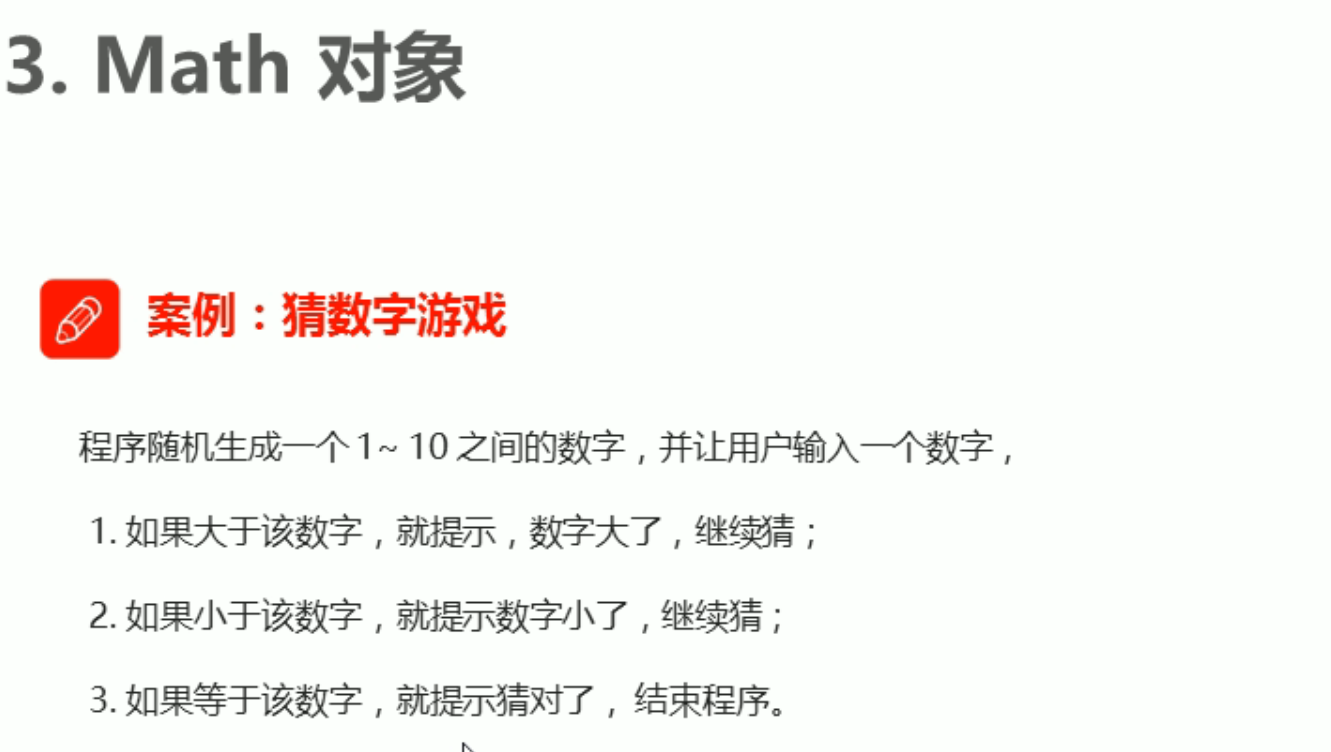 3. Math 对象
案例：猜数字游戏
程序随机生成一个 1~ 10 之间的数字，并让用户输入一个数字，
1. 如果大于该数字，就提示，数字大了，继续猜；
2. 如果小于该数字，就提示数字小了，继续猜；
3. 如果等于该数字，就提示猜对了， 结束程序。